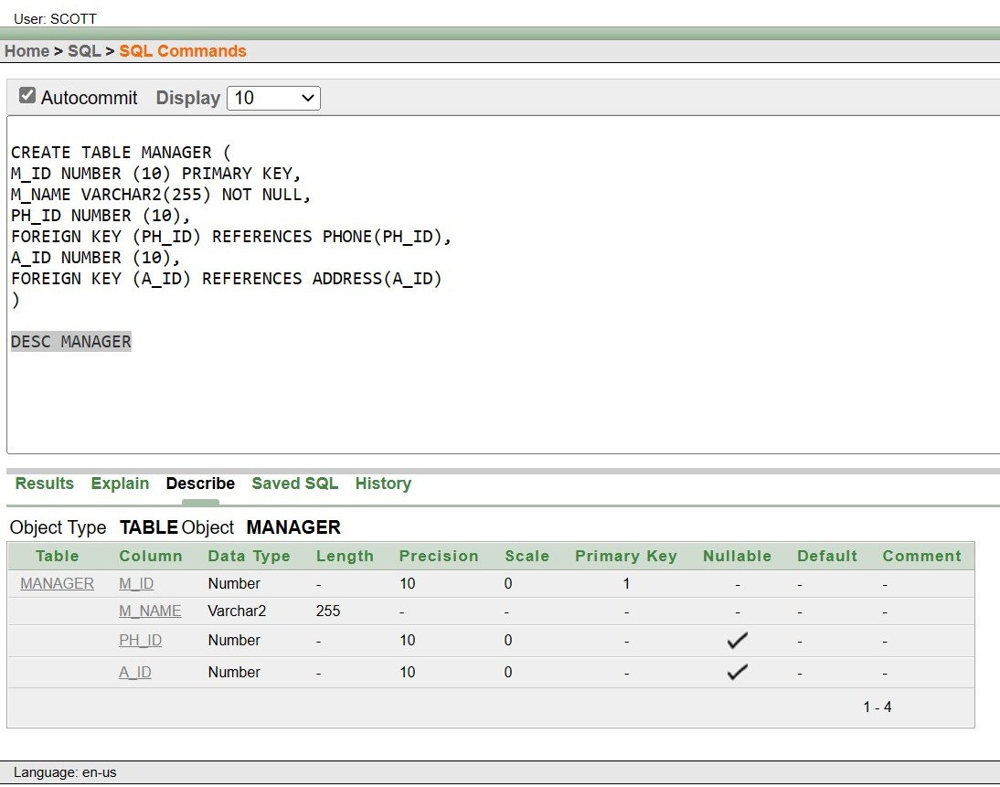 User: SCOTT
Home > SQL > SQL Commands
Autocommit Display 10
CREATE TABLE MANAGER (
M_ID NUMBER (10) PRIMARY KEY,
M_NAME VARCHAR2(255) NOT NULL,
PH_ID NUMBER (10),
FOREIGN KEY (PH_ID) REFERENCES PHONE(PH_ID),
A_ID NUMBER (10),
FOREIGN KEY (A_ID) REFERENCES ADDRESS(A_ID)
)
DESC MANAGER
Results Explain Describe Saved SQL History
Object Type TABLE Object MANAGER
Table Column Data Type Length Precision Scale Primary Key Nullable Default Comment
MANAGER M_ID Number - 10 0 1 - - -
M_NAME Varchar2 255 - - - - - -
PH_ID Number - 10 0 - ✓ - -
A_ID Number - 10 0 - ✓ - -
1 - 4
Language: en-us